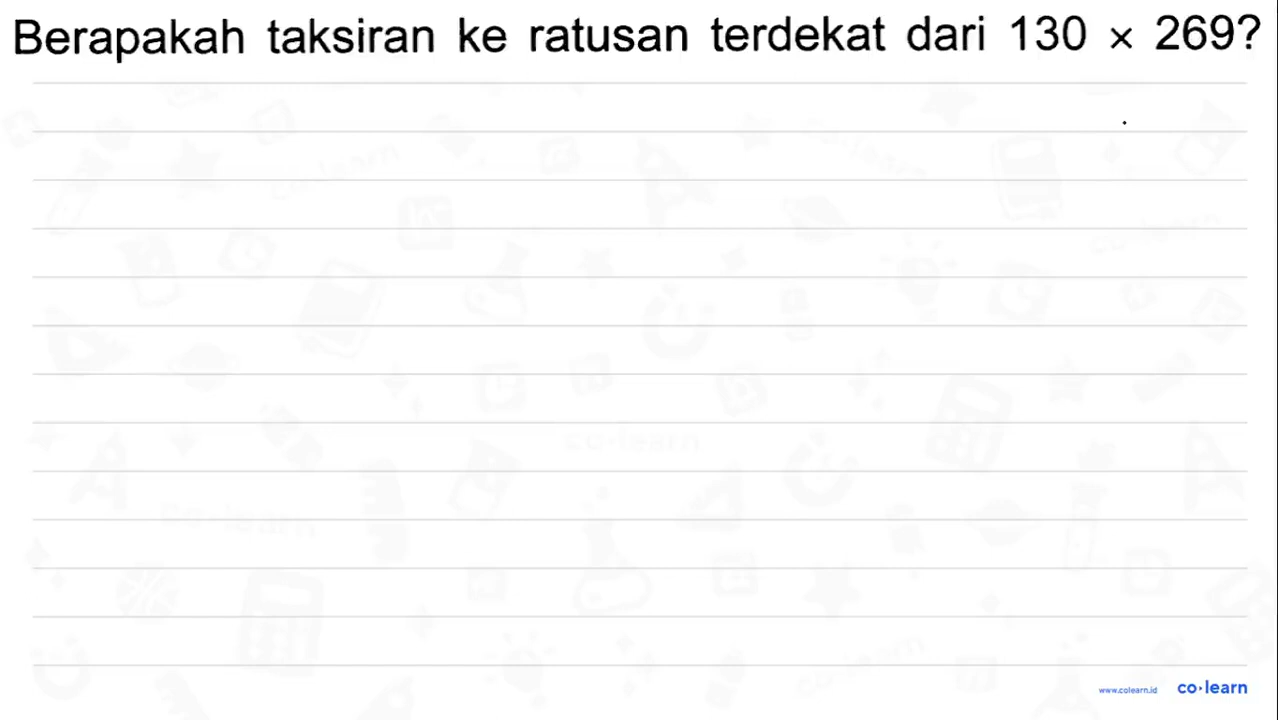 Berapakah taksiran ke ratusan terdekat dari 130 × 269?
www.colearn.id co·learn